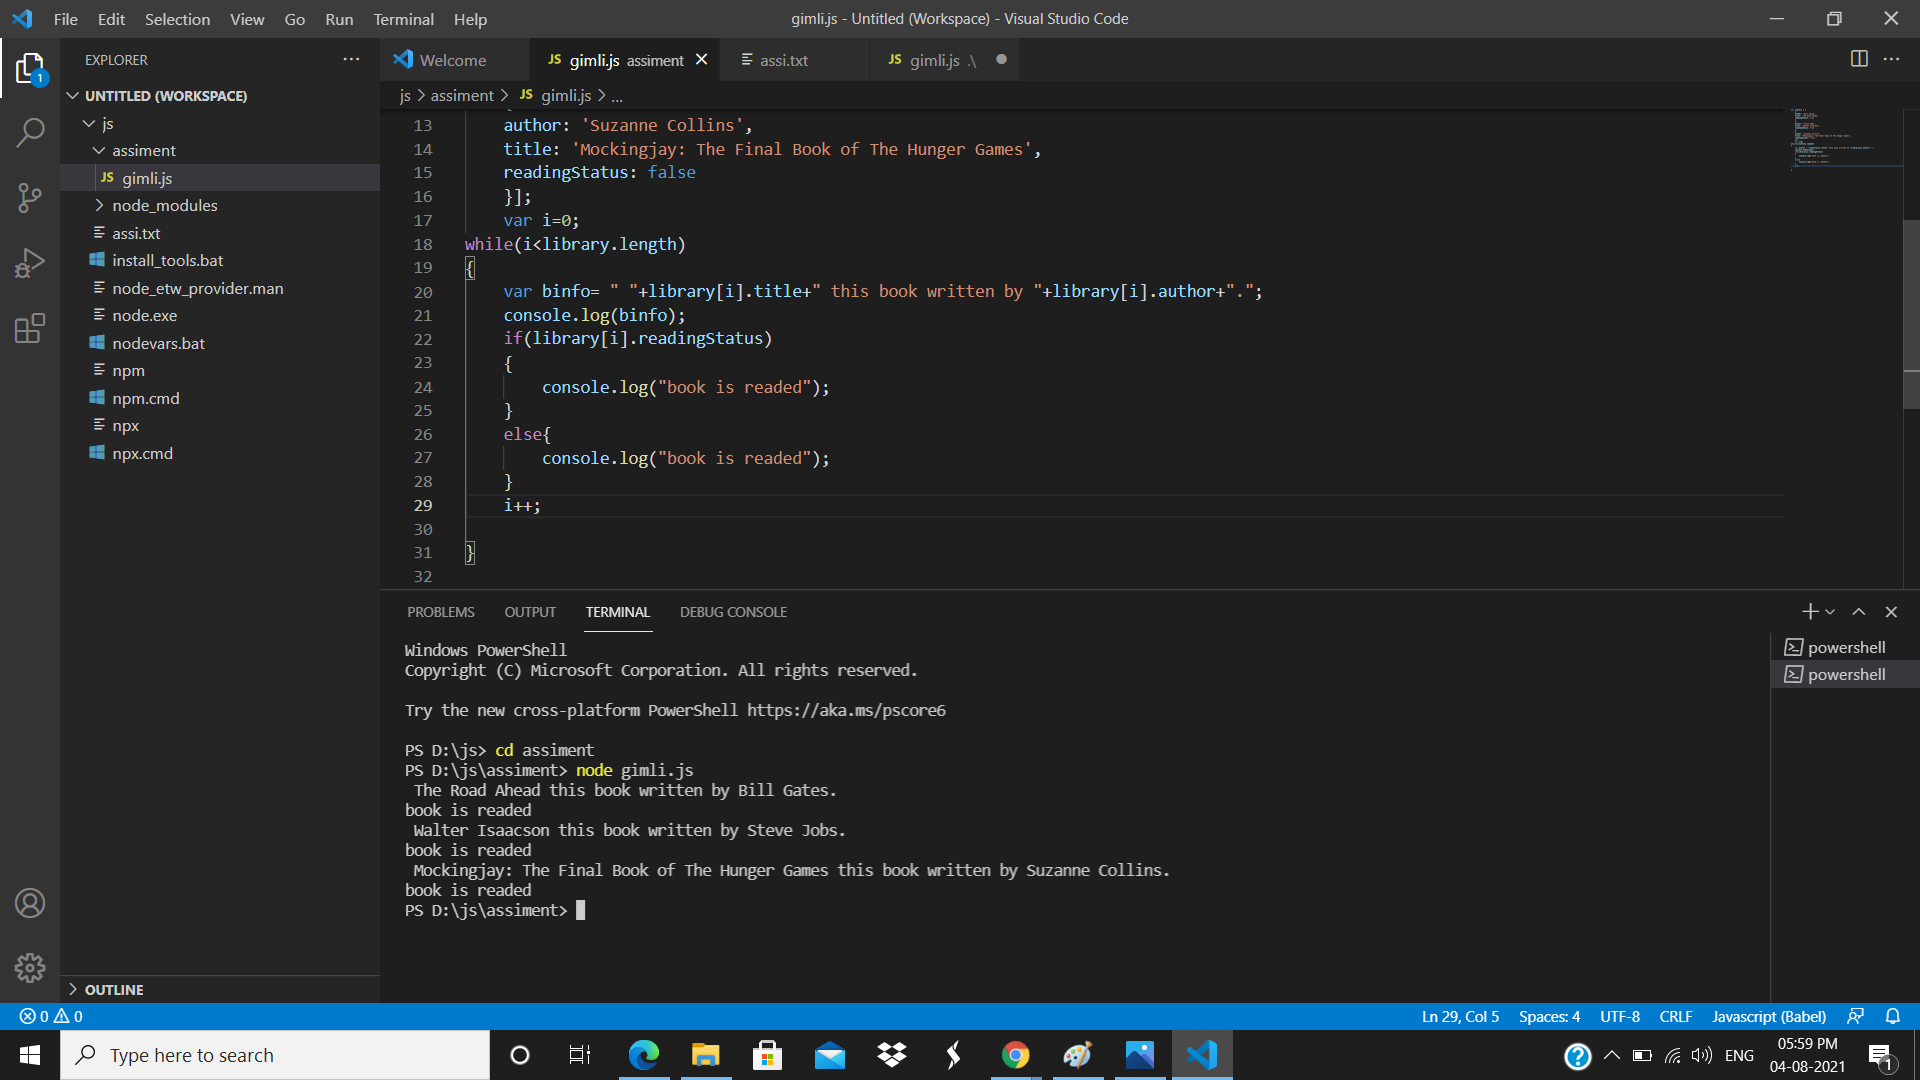 File Edit Selection View Go Run Terminal Help
gimli.js - Untitled (Workspace) - Visual Studio Code
EXPLORER
Welcome
JS gimli.js assiment
assi.txt
JS gimli.js .\
UNTITLED (WORKSPACE)
js
assiment
JS gimli.js
node_modules
assi.txt
install_tools.bat
node_etw_provider.man
node.exe
nodevars.bat
npm
npm.cmd
npx
npx.cmd
OUTLINE
js > assiment > JS gimli.js > ...
13 author: 'Suzanne Collins',
14 title: 'Mockingjay: The Final Book of The Hunger Games',
15 readingStatus: false
16 }];
17 var i=0;
18 while(i<library.length)
19 {
20 var binfo= " "+library[i].title+" this book written by "+library[i].author+".";
21 console.log(binfo);
22 if(library[i].readingStatus)
23 {
24 console.log("book is readed");
25 }
26 else{
27 console.log("book is readed");
28 }
29 i++;
30
31 }
32
PROBLEMS OUTPUT TERMINAL DEBUG CONSOLE
powershell
powershell
Windows PowerShell
Copyright (C) Microsoft Corporation. All rights reserved.
Try the new cross-platform PowerShell https://aka.ms/pscore6
PS D:\js> cd assiment
PS D:\js\assiment> node gimli.js
The Road Ahead this book written by Bill Gates.
book is readed
Walter Isaacson this book written by Steve Jobs.
book is readed
Mockingjay: The Final Book of The Hunger Games this book written by Suzanne Collins.
book is readed
PS D:\js\assiment>
0 0
Ln 29, Col 5 Spaces: 4 UTF-8 CRLF Javascript (Babel)
Type here to search
ENG
05:59 PM
04-08-2021
1